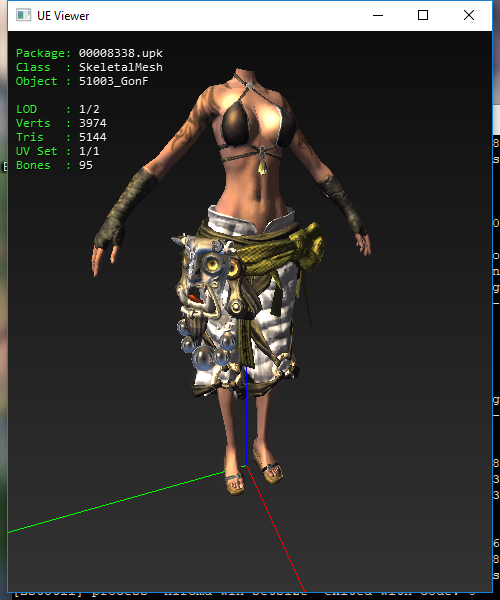 UE Viewer
Package: 00008338.upk
Class : SkeletalMesh
Object : 51003_GonF
LOD : 1/2
Verts : 3974
Tris : 5144
UV Set : 1/1
Bones : 95